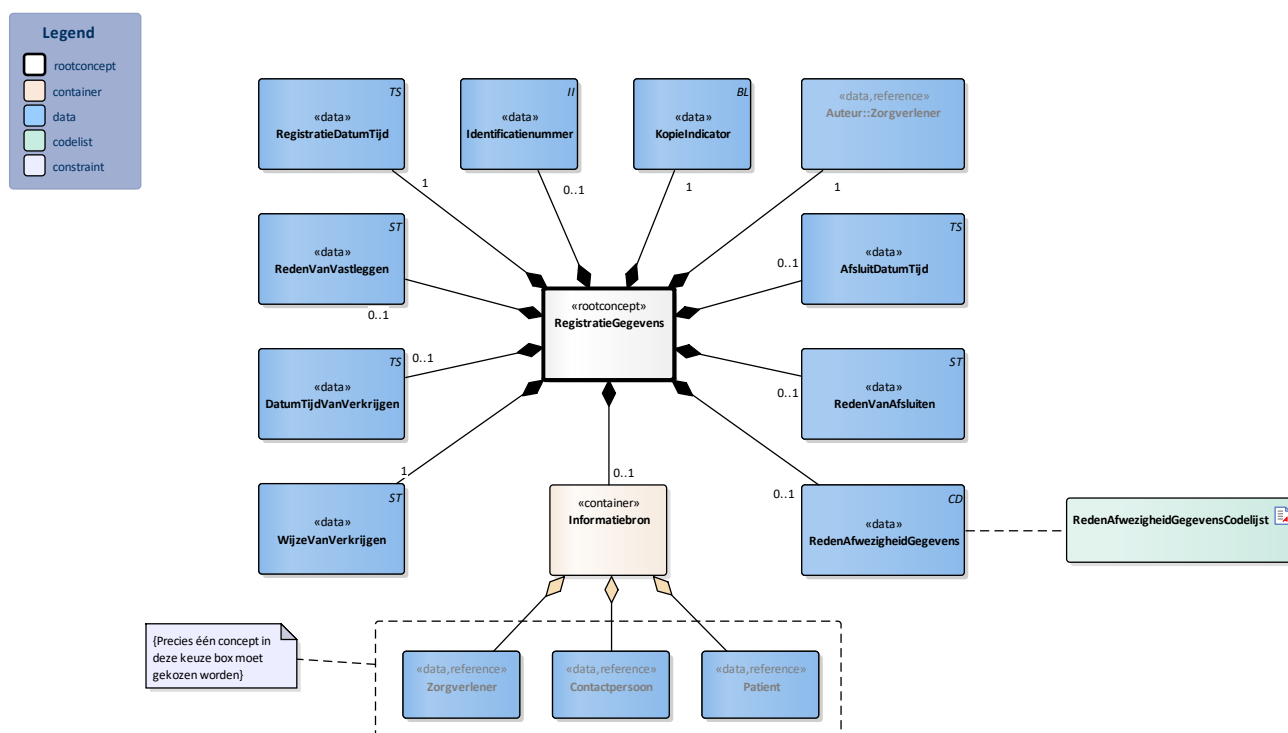 Legend
rootconcept
container
data
codelist
constraint
TS
«data»
RegistratieDatumTijd
II
«data»
Identificatienummer
BL
«data»
KopieIndicator
«data,reference»
Auteur::Zorgverlener
1
0..1
1
1
ST
«data»
RedenVanVastleggen
0..1
TS
«data»
AfsluitDatumTijd
0..1
«rootconcept»
RegistratieGegevens
TS
«data»
DatumTijdVanVerkrijgen
0..1
ST
«data»
RedenVanAfsluiten
0..1
1
0..1
0..1
ST
«data»
WijzeVanVerkrijgen
«container»
Informatiebron
CD
«data»
RedenAfwezigheidGegevens
RedenAfwezigheidGegevensCodelijst
{Precies één concept in
deze keuze box moet
gekozen worden}
«data,reference»
Zorgverlener
«data,reference»
Contactpersoon
«data,reference»
Patient